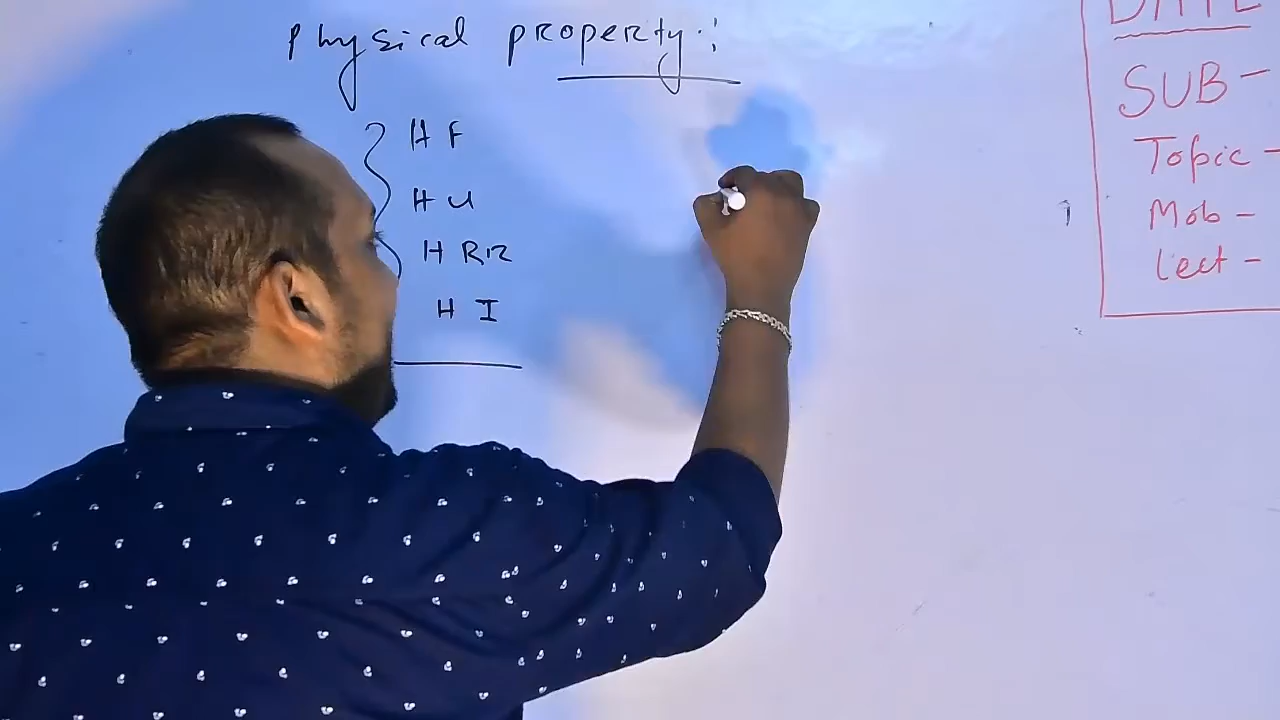 Physical property :
H F
H Cl
H Br
H I
DATE
SUB -
Topic -
Mob -
Lect -